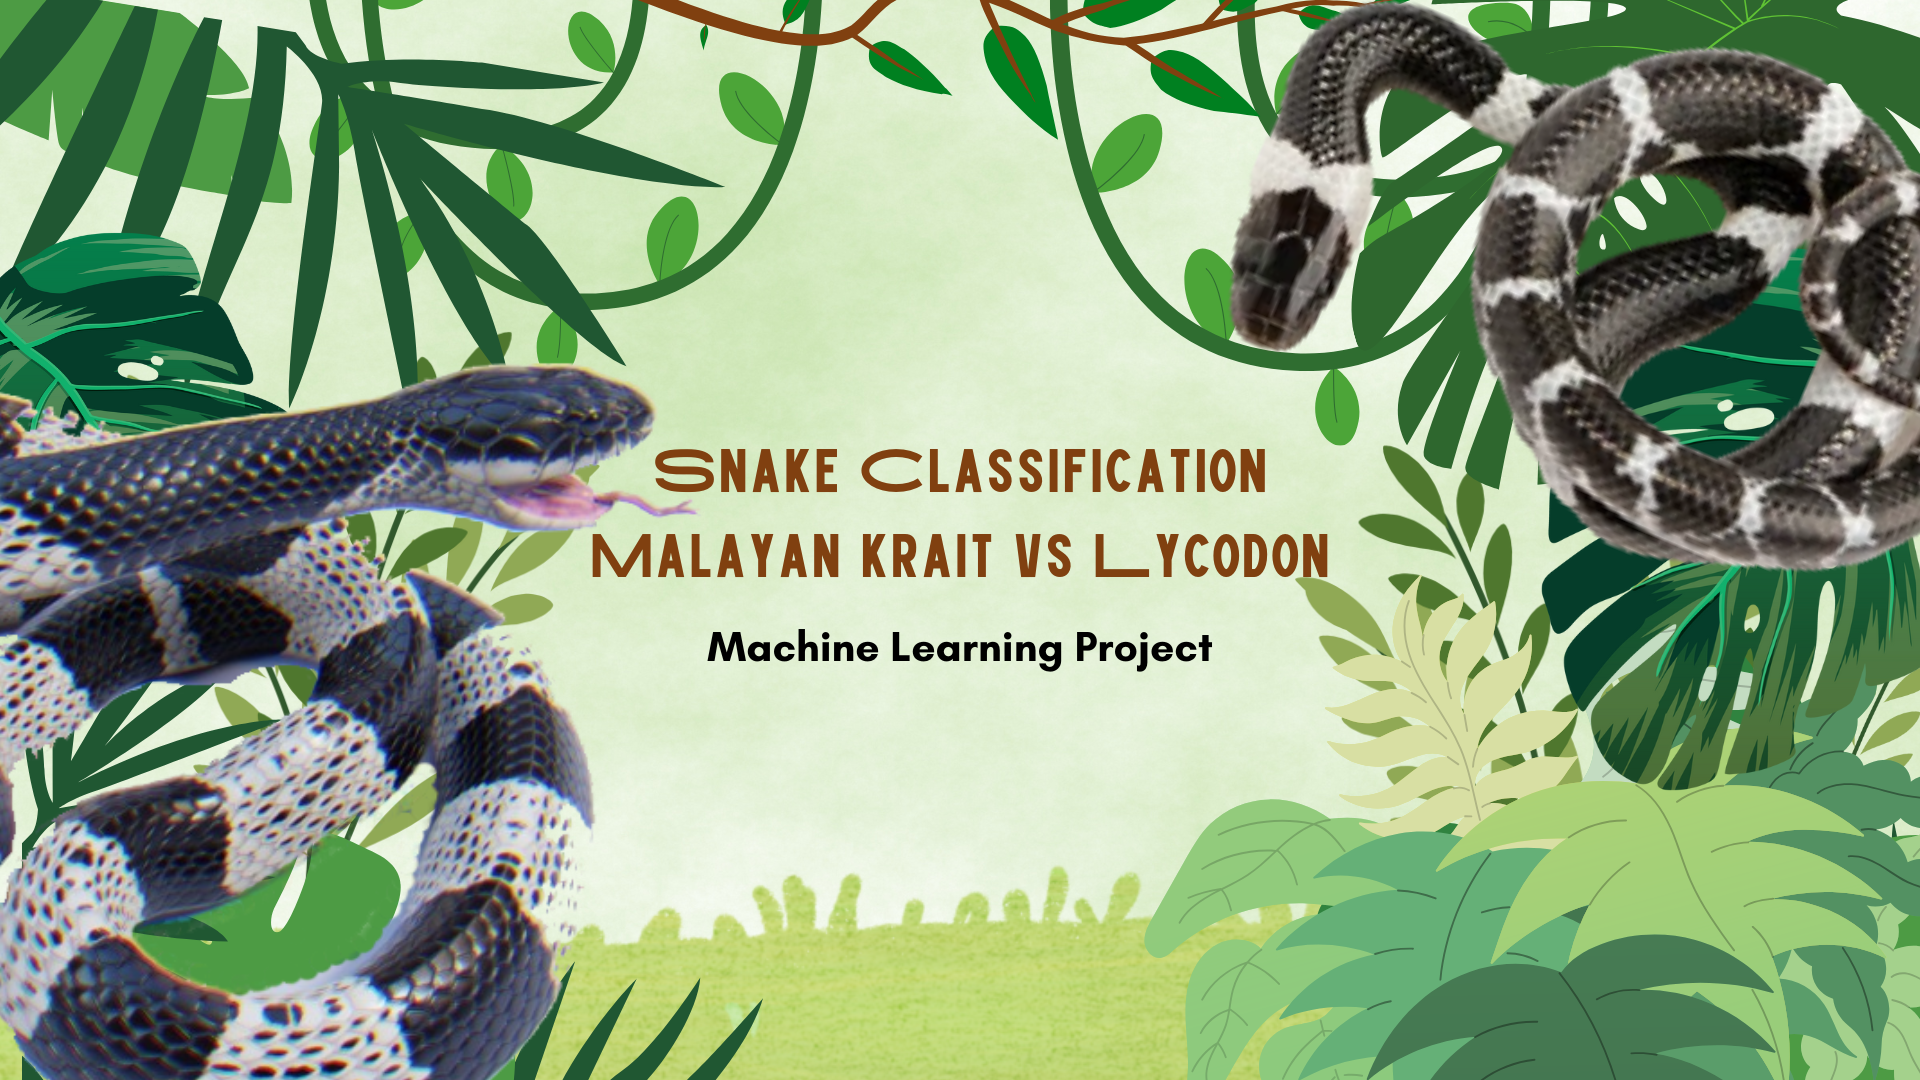 Snake Classification
Malayan krait vs Lycodon
Machine Learning Project